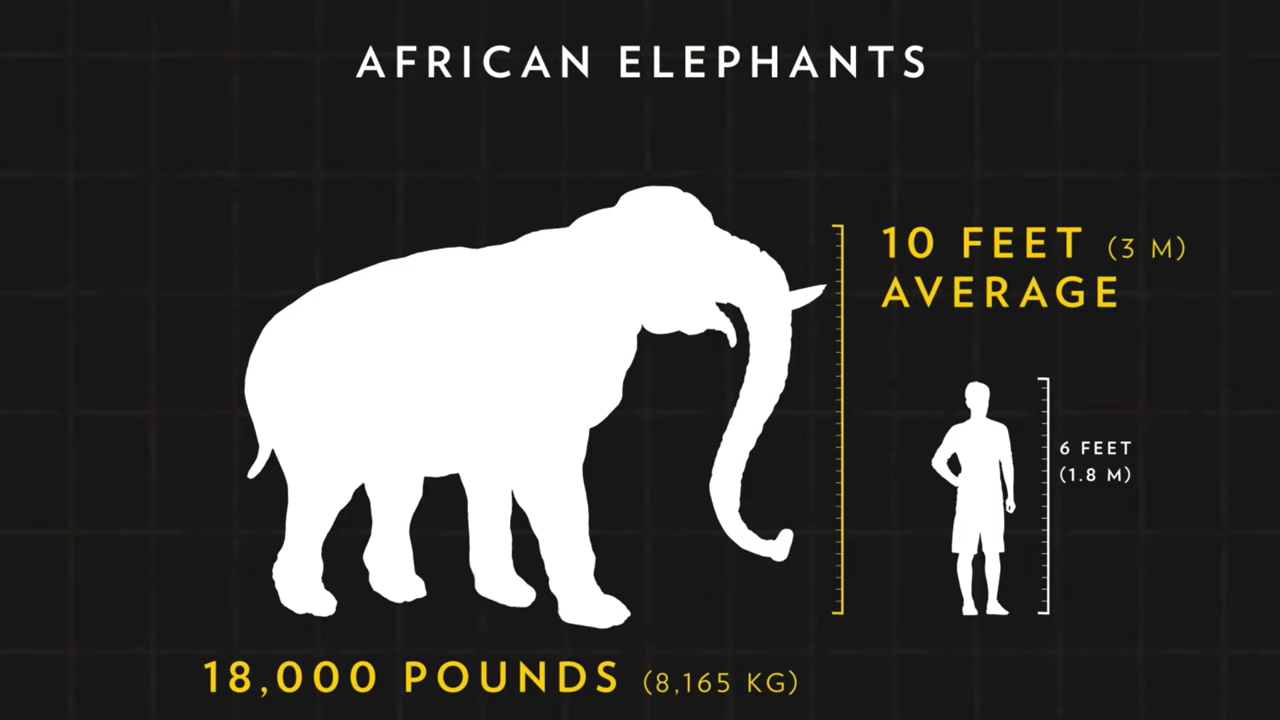 AFRICAN ELEPHANTS
10 FEET (3 M)
AVERAGE
6 FEET
(1.8 M)
18,000 POUNDS (8,165 KG)